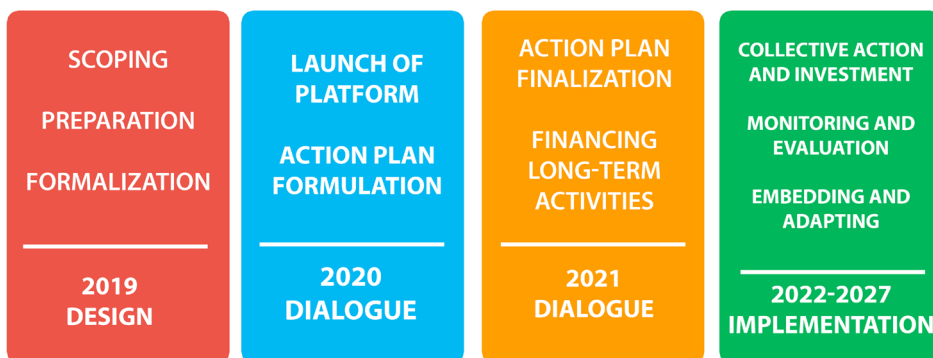 SCOPING
PREPARATION
FORMALIZATION
2019
DESIGN
LAUNCH OF
PLATFORM
ACTION PLAN
FORMULATION
2020
DIALOGUE
ACTION PLAN
FINALIZATION
FINANCING
LONG-TERM
ACTIVITIES
2021
DIALOGUE
COLLECTIVE ACTION
AND INVESTMENT
MONITORING AND
EVALUATION
EMBEDDING AND
ADAPTING
2022-2027
IMPLEMENTATION